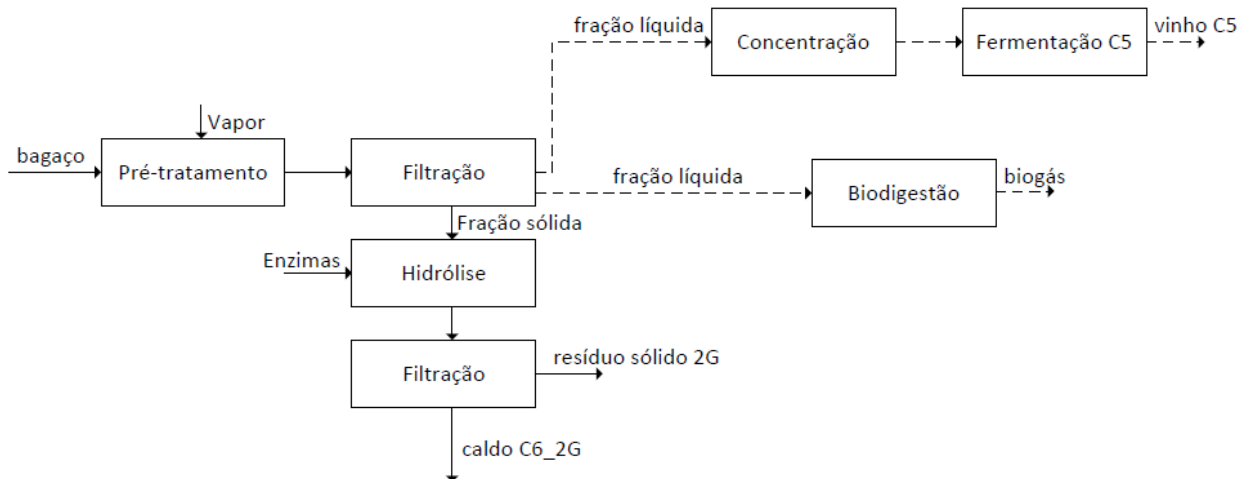 fração líquida
vinho C5
Concentração
Fermentação C5
Vapor
bagaço
Pré-tratamento
Filtração
fração líquida
biogás
Biodigestão
Fração sólida
Enzimas
Hidrólise
resíduo sólido 2G
Filtração
caldo C6_2G